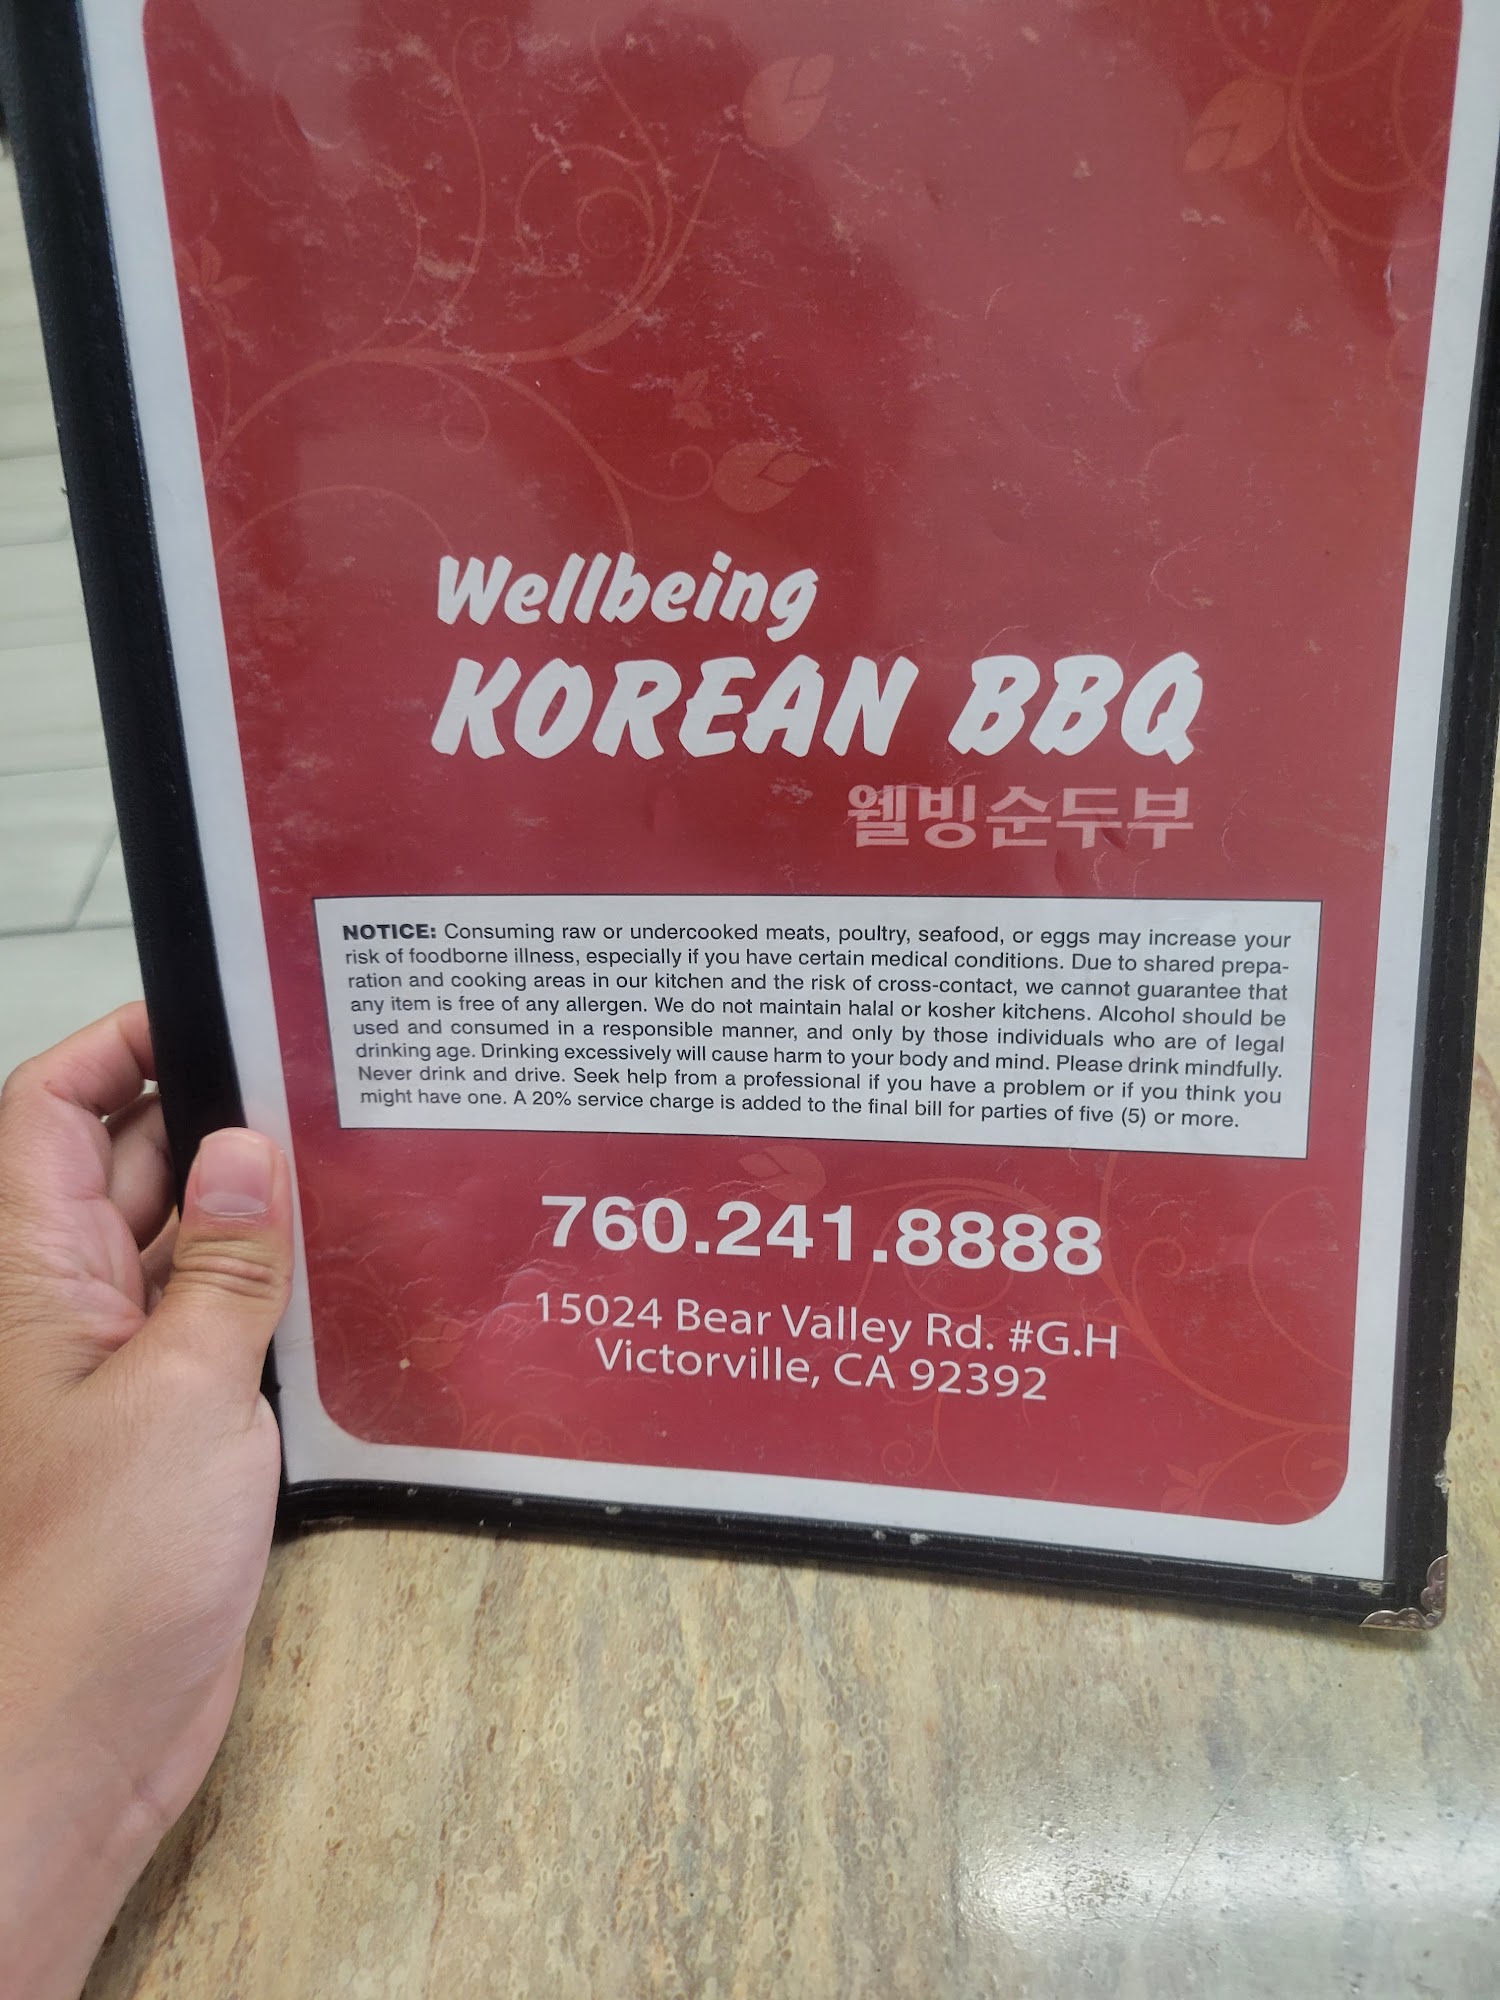 Wellbeing
KOREAN BBQ
웰빙순두부
NOTICE: Consuming raw or undercooked meats, poultry, seafood, or eggs may increase your
risk of foodborne illness, especially if you have certain medical conditions. Due to shared prepa-
ration and cooking areas in our kitchen and the risk of cross-contact, we cannot guarantee that
any item is free of any allergen. We do not maintain halal or kosher kitchens. Alcohol should be
used and consumed in a responsible manner, and only by those individuals who are of legal
drinking age. Drinking excessively will cause harm to your body and mind. Please drink mindfully.
Never drink and drive. Seek help from a professional if you have a problem or if you think you
might have one. A 20% service charge is added to the final bill for parties of five (5) or more.
760.241.8888
15024 Bear Valley Rd. #G.H
Victorville, CA 92392